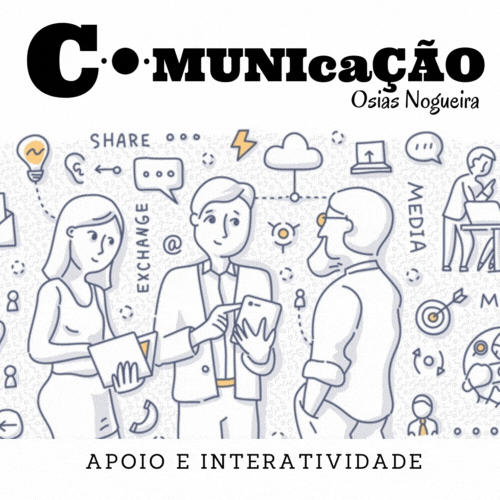 C•MUNIcaÇÃO
Osias Nogueira
SHARE
EXCHANGE
@
MEDIA
APOIO E INTERATIVIDADE